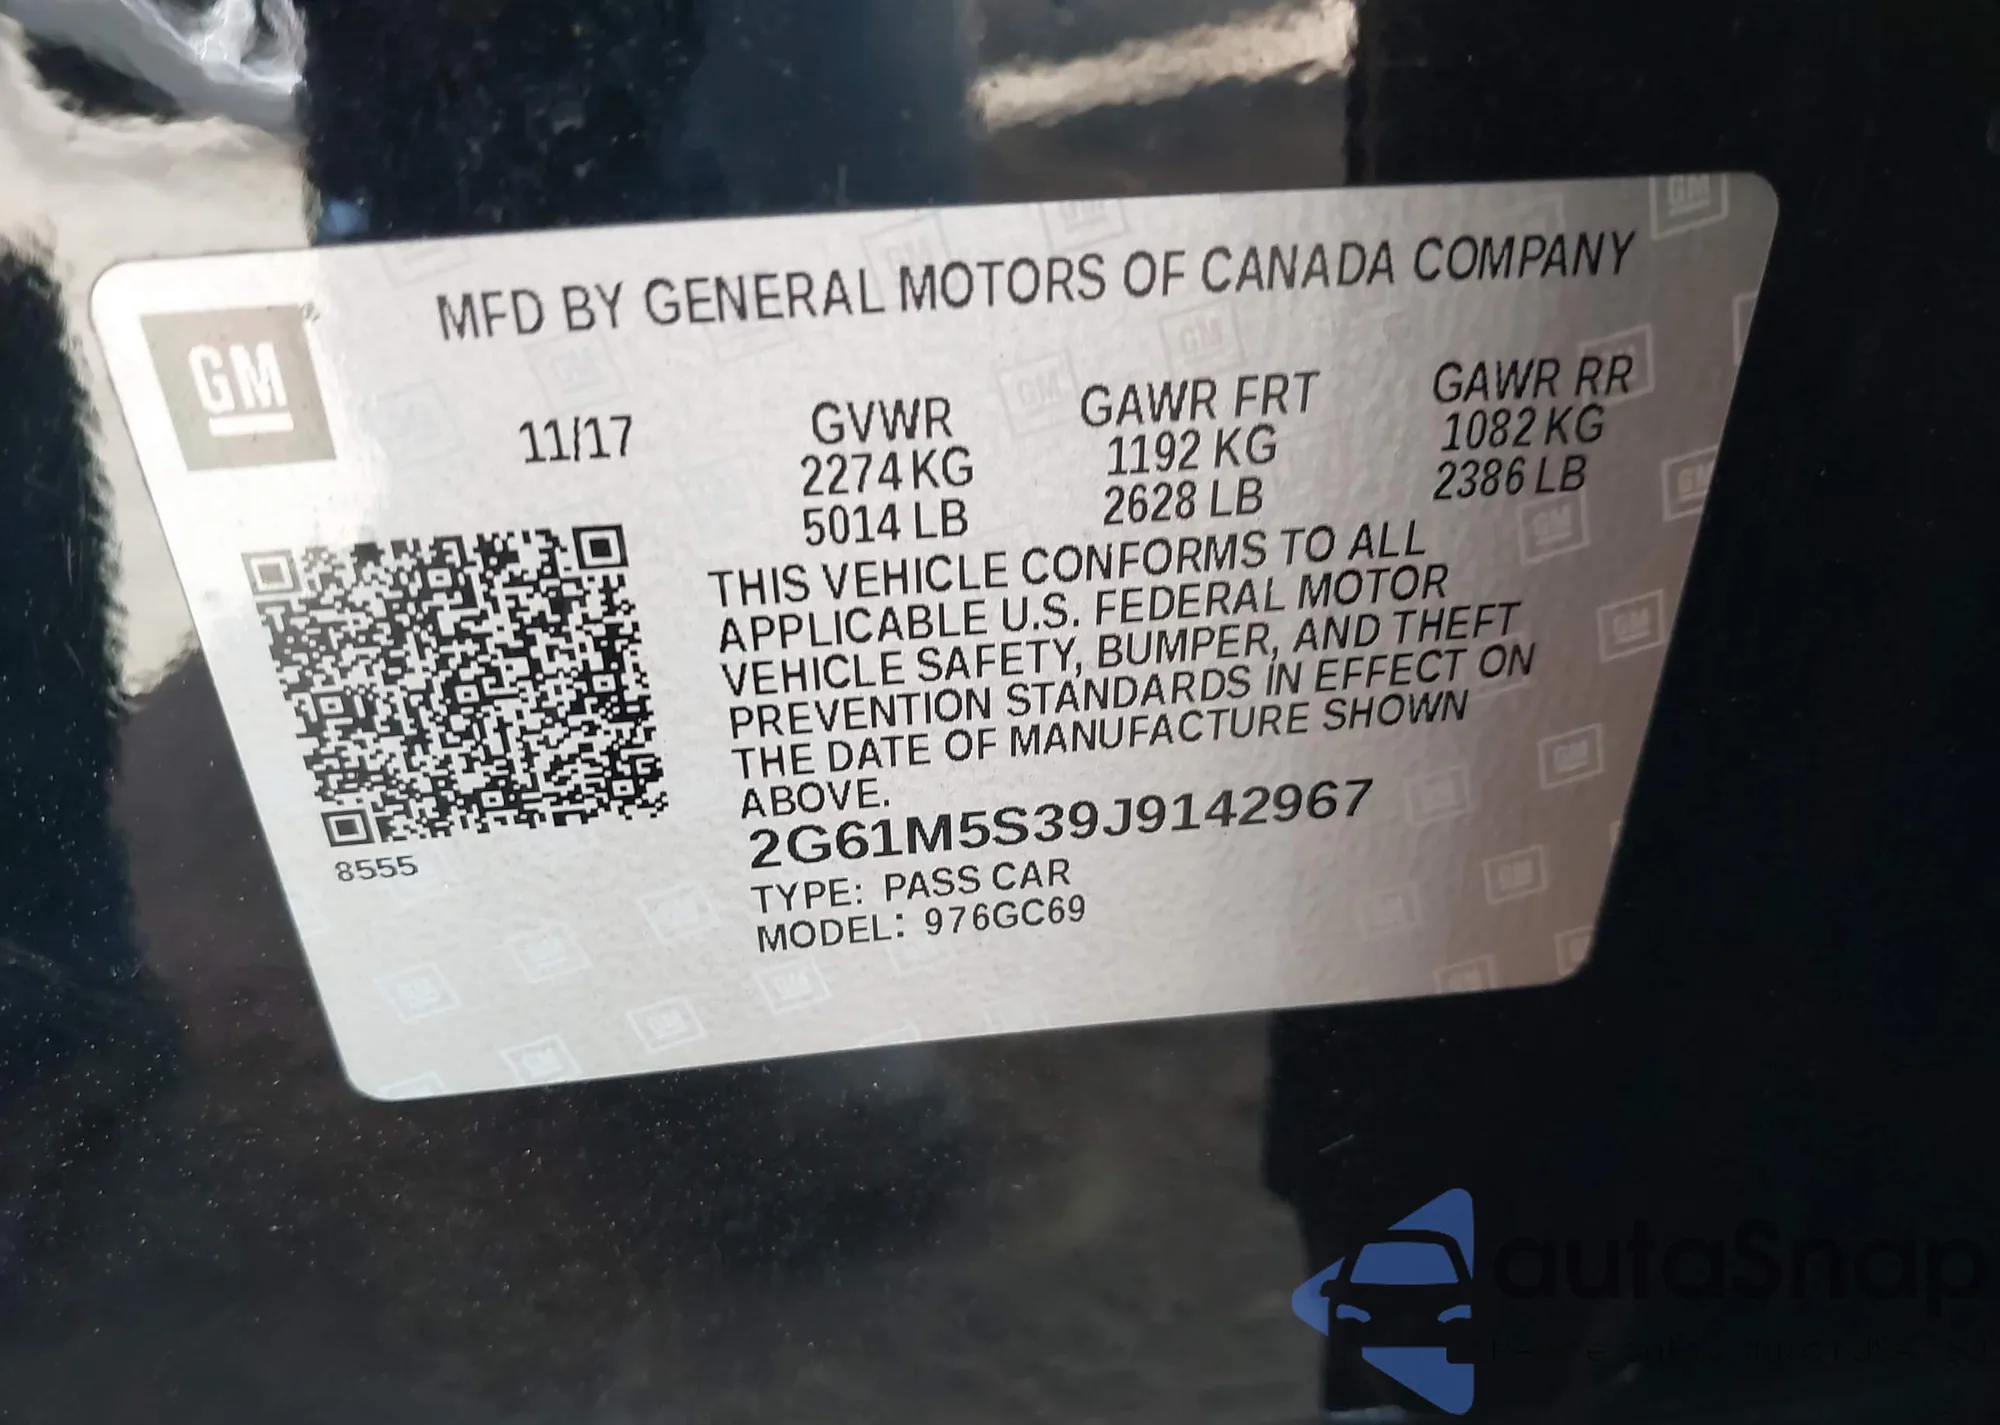 MFD BY GENERAL MOTORS OF CANADA COMPANY
GM
11/17
GVWR
2274 KG
5014 LB
GAWR FRT
1192 KG
2628 LB
GAWR RR
1082 KG
2386 LB
THIS VEHICLE CONFORMS TO ALL
APPLICABLE U.S. FEDERAL MOTOR
VEHICLE SAFETY, BUMPER, AND THEFT
PREVENTION STANDARDS IN EFFECT ON
THE DATE OF MANUFACTURE SHOWN
ABOVE.
2G61M5S39J9142967
TYPE: PASS CAR
MODEL: 976GC69
8555
autoSnap